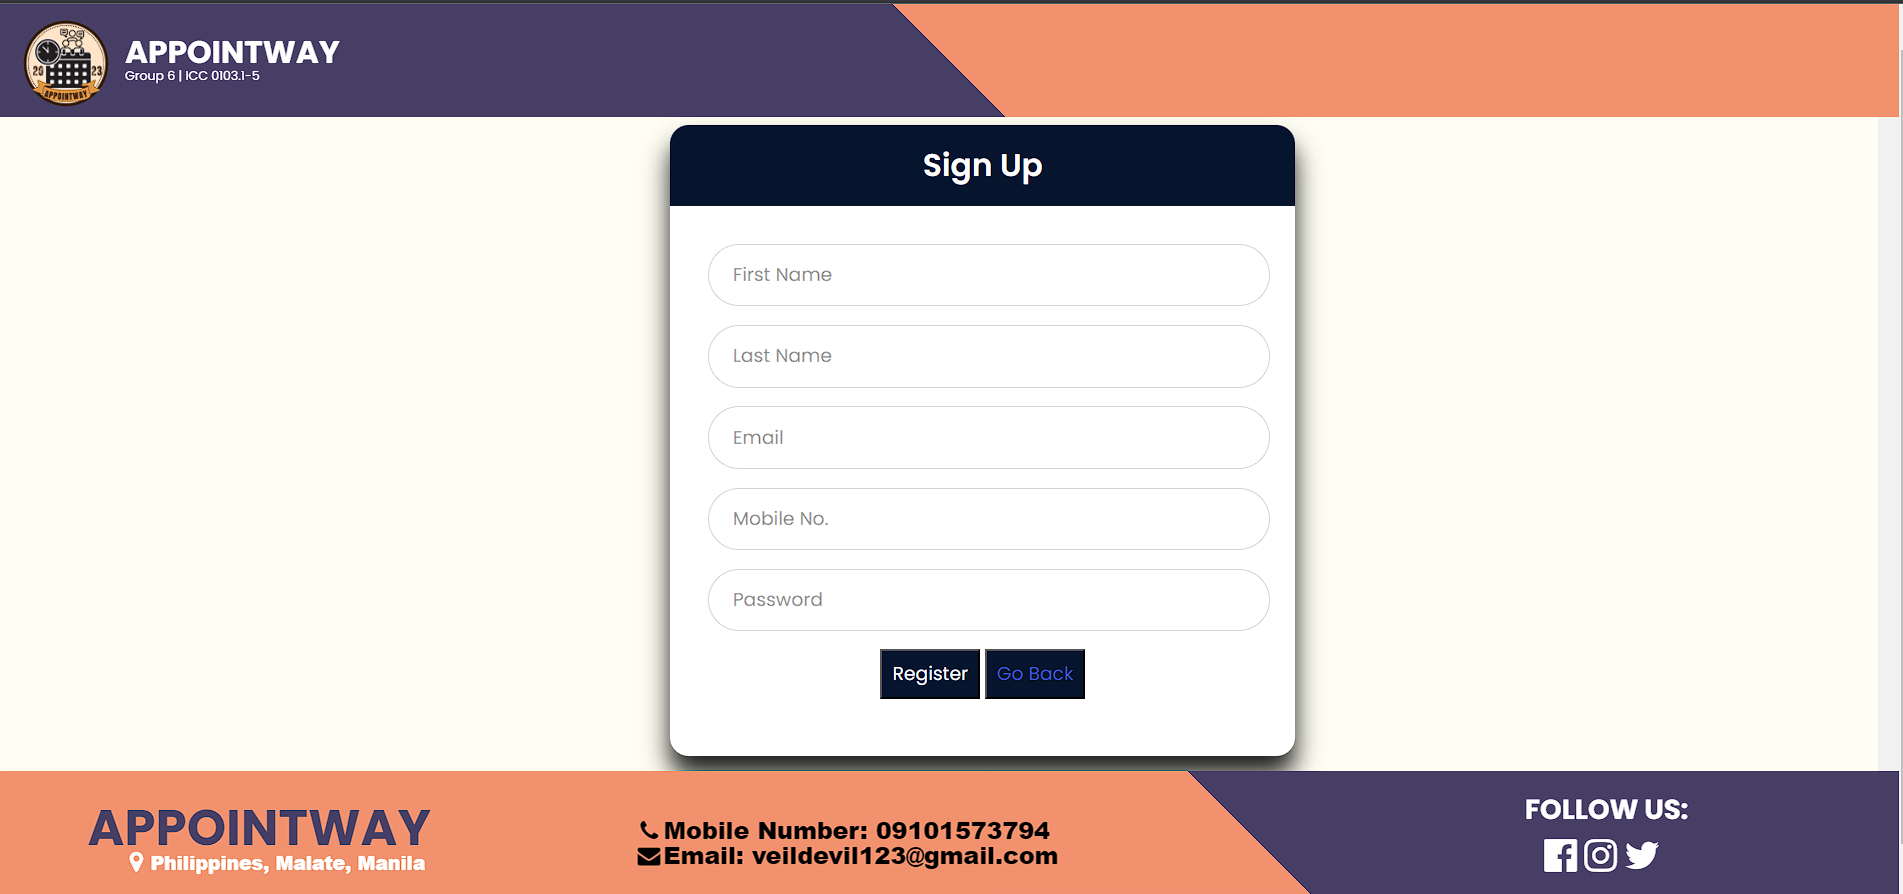 APPOINTWAY
Group 6 | ICC 0103.1-5
20 23
APPOINTWAY
Sign Up
First Name
Last Name
Email
Mobile No.
Password
Register Go Back
APPOINTWAY
Philippines, Malate, Manila
Mobile Number: 09101573794
Email: veildevil123@gmail.com
FOLLOW US: